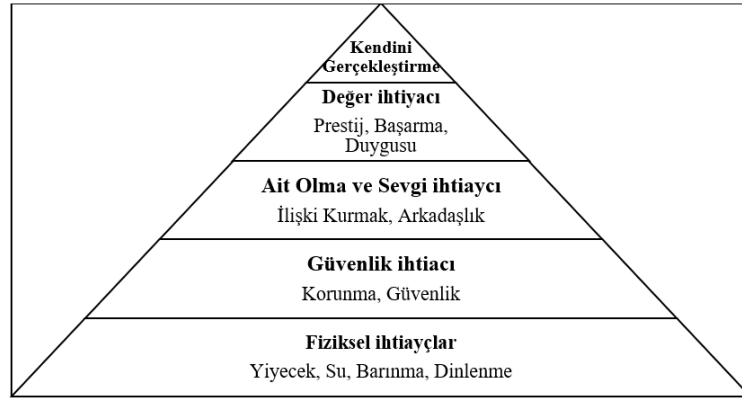 Kendini
Gerçekleştirme
Değer ihtiyacı
Prestij, Başarma,
Duygusu
Ait Olma ve Sevgi ihtiaycı
İlişki Kurmak, Arkadaşlık
Güvenlik ihtiacı
Korunma, Güvenlik
Fiziksel ihtiayçlar
Yiyecek, Su, Barınma, Dinlenme